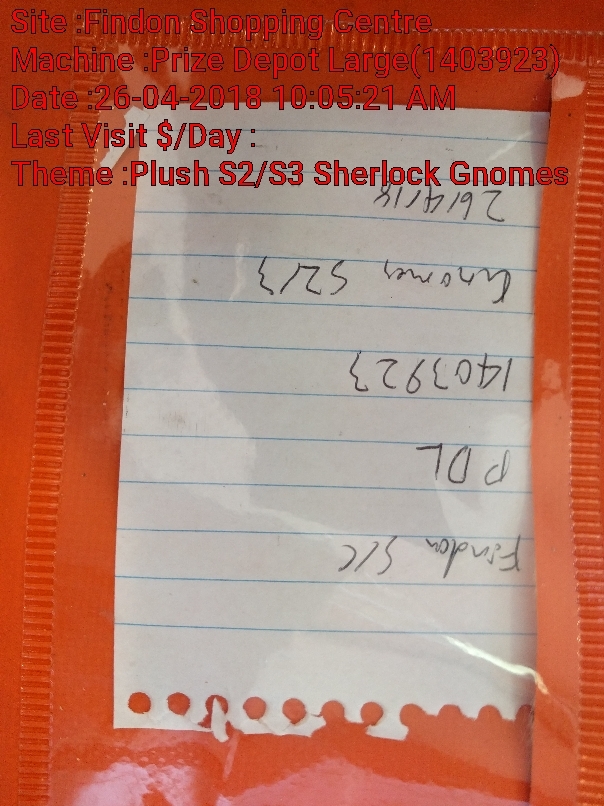 Site :Findon Shopping Centre
Machine :Prize Depot Large(1403923)
Date :26-04-2018 10:05:21 AM
Last Visit $/Day :
Theme :Plush S2/S3 Sherlock Gnomes
Findon S/C
PDL
1403923
Gnomes S2/3
26/4/18